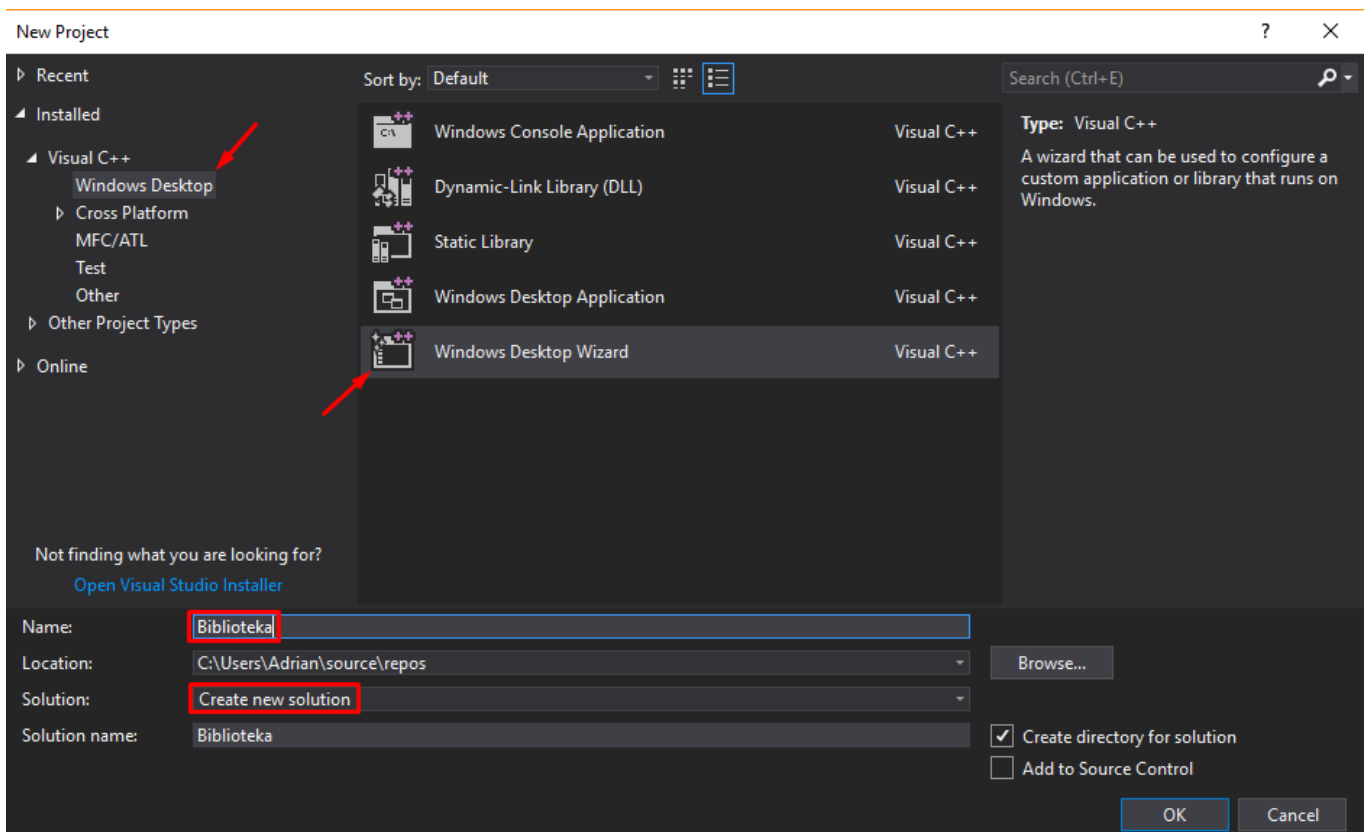 New Project
?
Recent
Installed
Visual C++
Windows Desktop
Cross Platform
MFC/ATL
Test
Other
Other Project Types
Online
Not finding what you are looking for?
Open Visual Studio Installer
Sort by: Default
Windows Console Application Visual C++
Dynamic-Link Library (DLL) Visual C++
Static Library Visual C++
Windows Desktop Application Visual C++
Windows Desktop Wizard Visual C++
Search (Ctrl+E)
Type: Visual C++
A wizard that can be used to configure a
custom application or library that runs on
Windows.
Name: Biblioteka
Location: C:\Users\Adrian\source\repos Browse...
Solution: Create new solution
Solution name: Biblioteka
Create directory for solution
Add to Source Control
OK Cancel